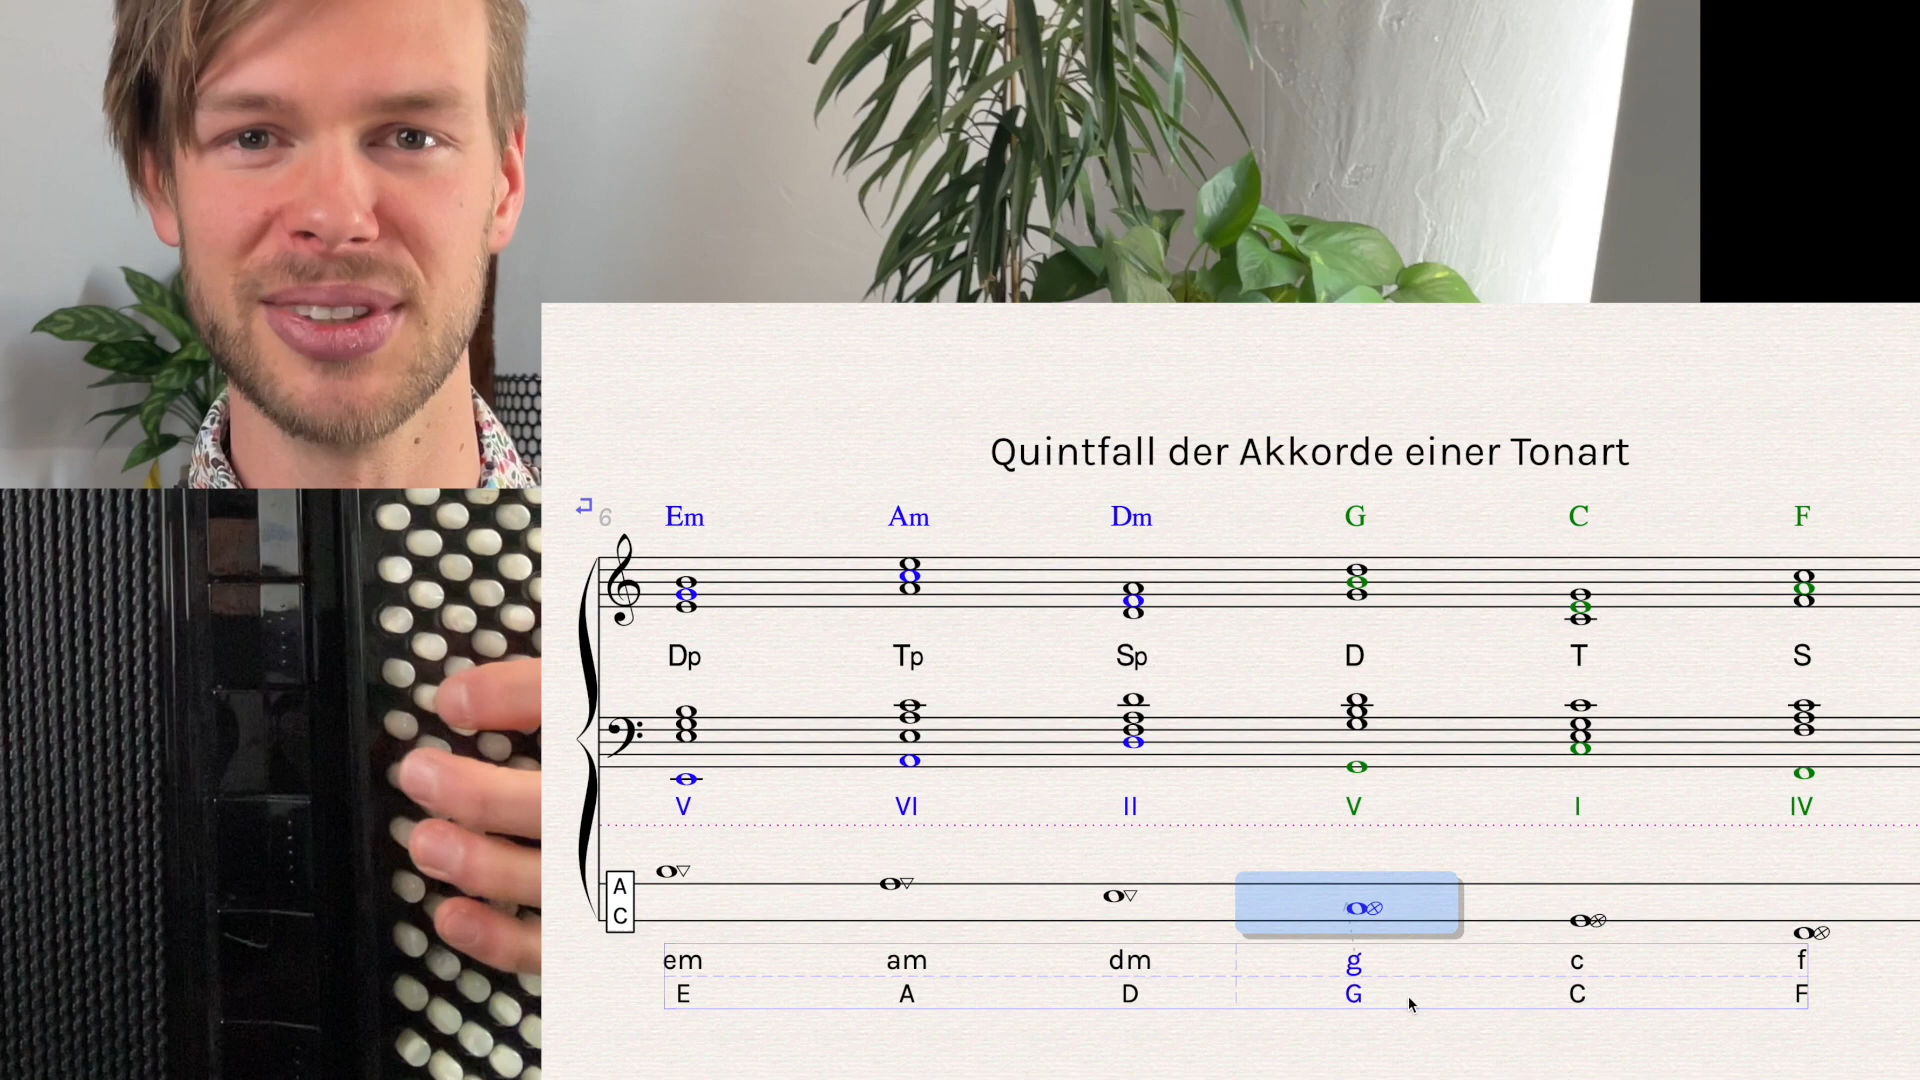 Quintfall der Akkorde einer Tonart
6 Em Am Dm G C F
Dp Tp Sp D T S
V VI II V I IV
A
C
em am dm g c f
E A D G C F